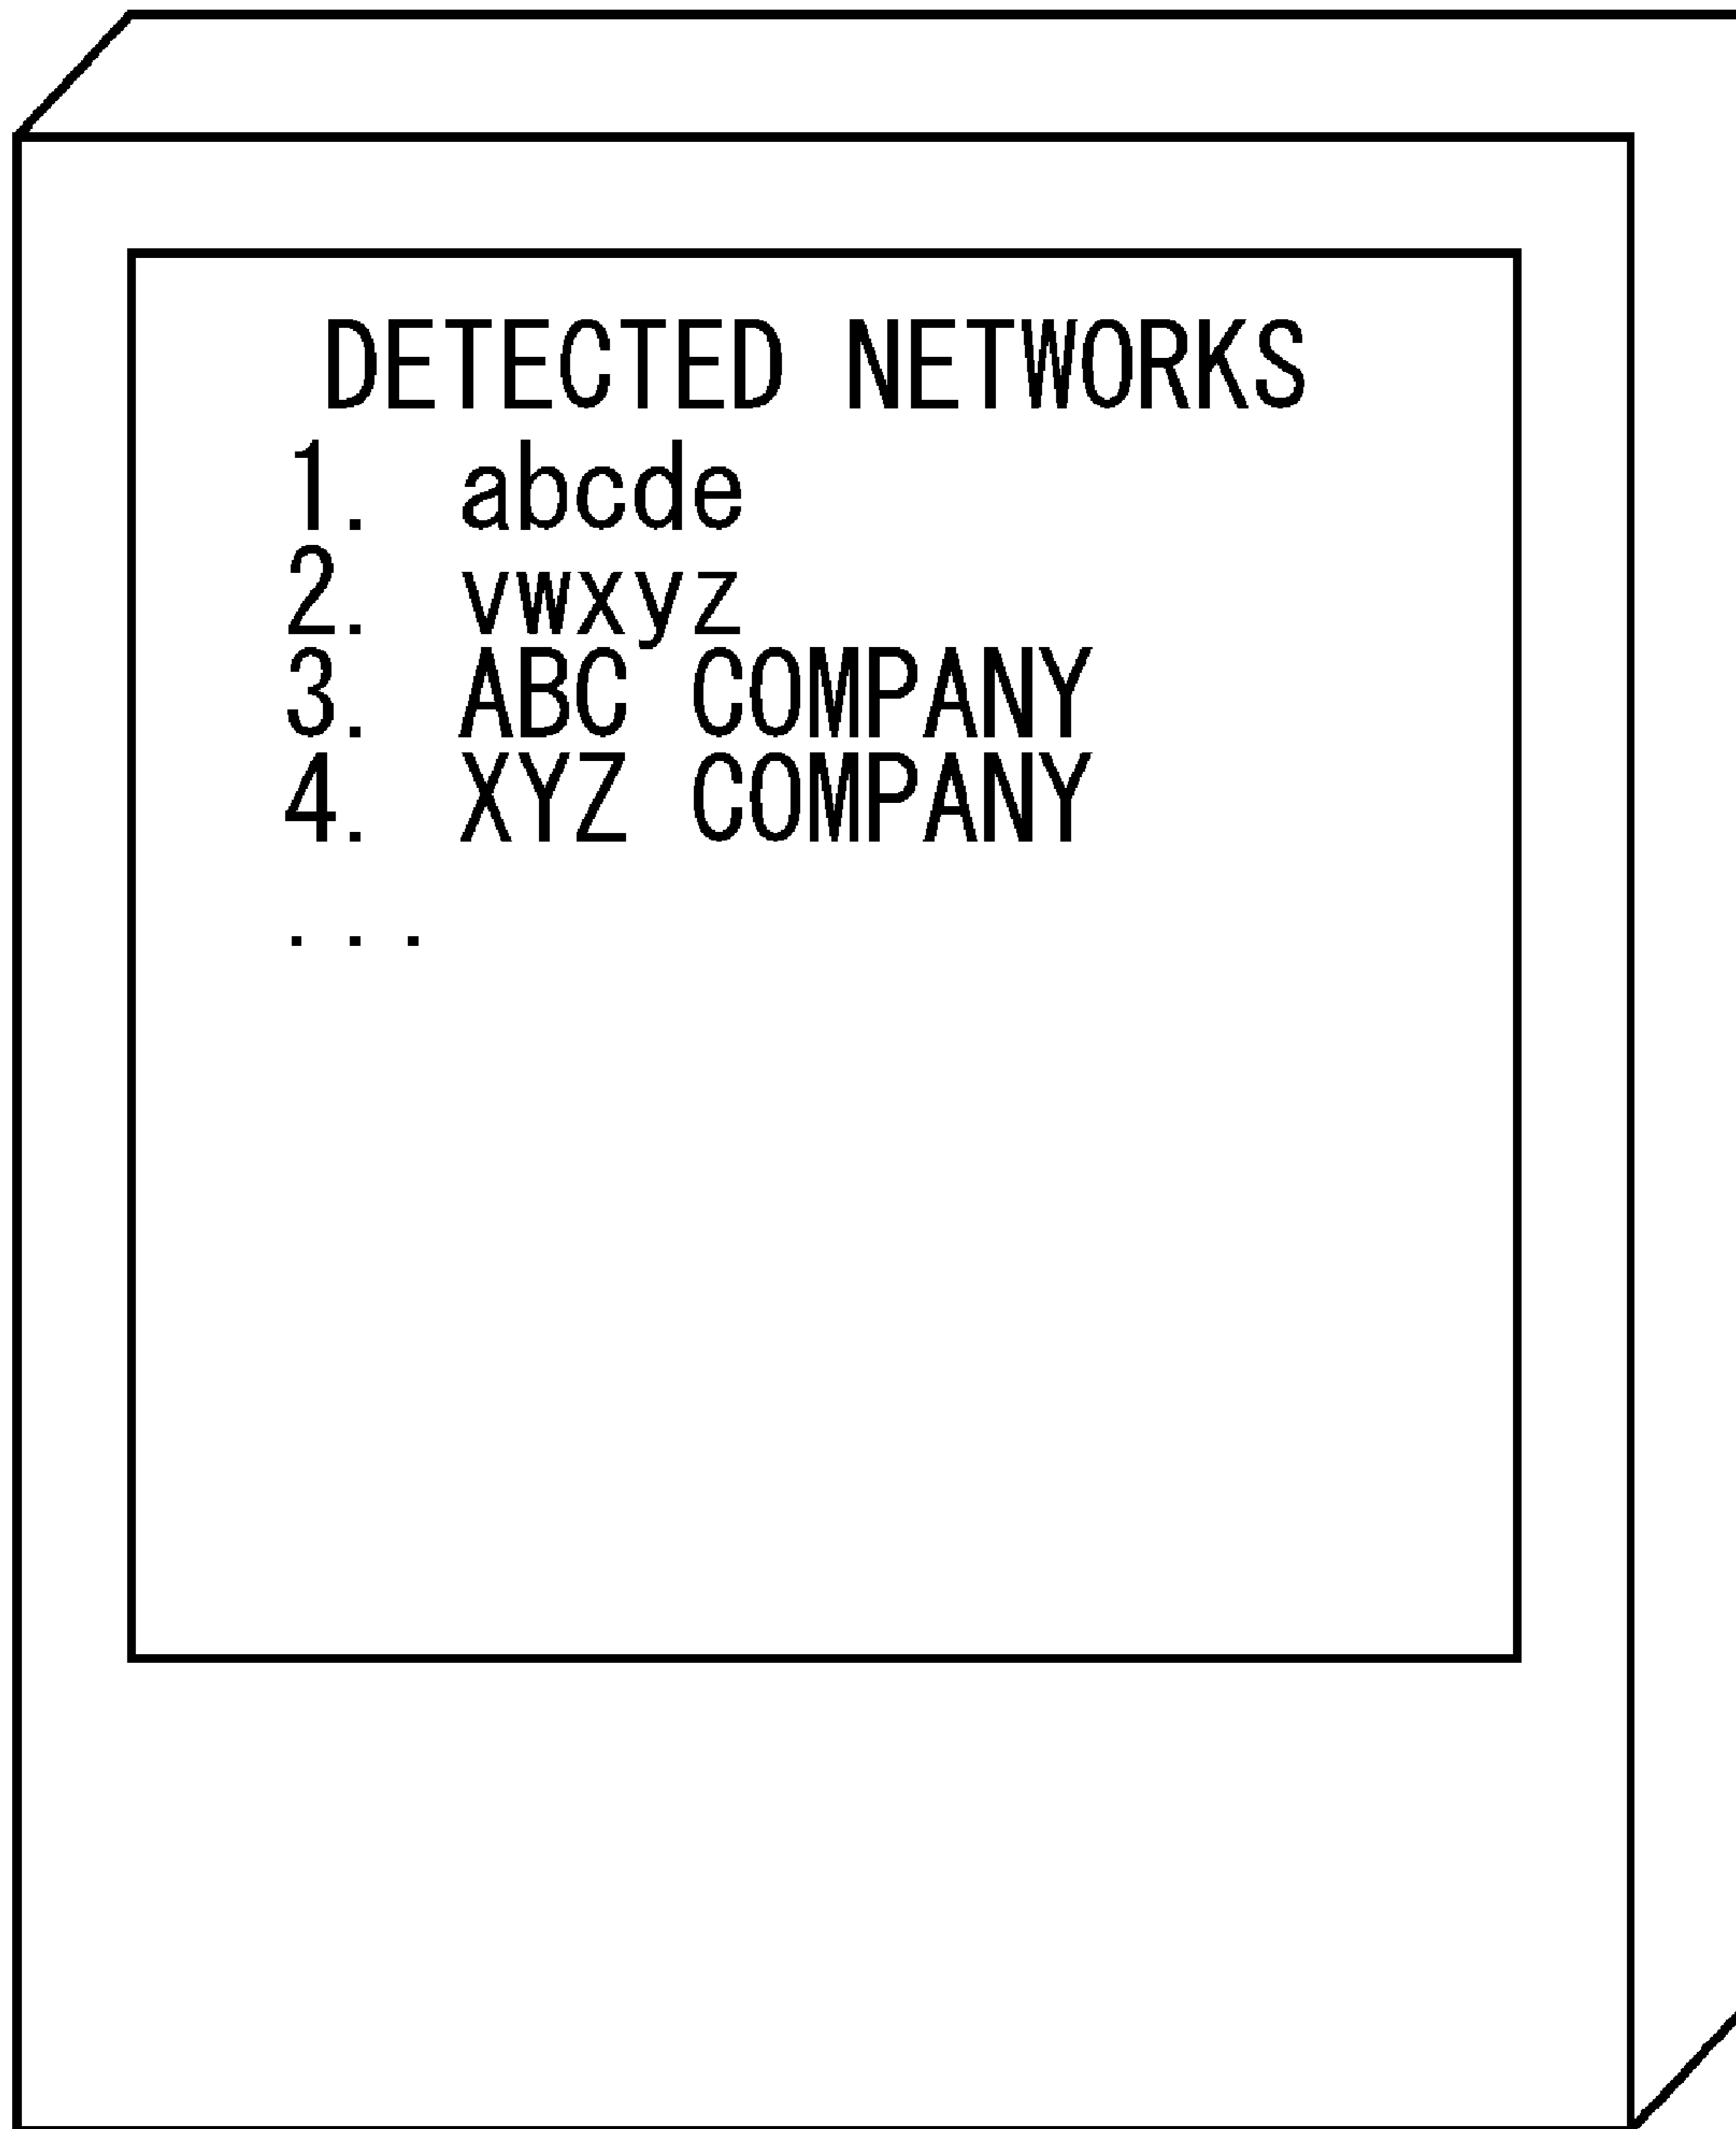 DETECTED NETWORKS
1. abcde
2. vwxyz
3. ABC COMPANY
4. XYZ COMPANY
...